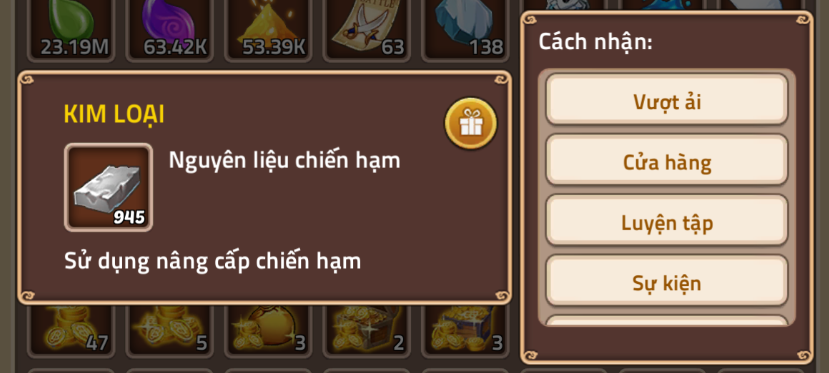 23.19M
63.42K
53.39K
63
138
Cách nhận:
KIM LOẠI
Nguyên liệu chiến hạm
945
Sử dụng nâng cấp chiến hạm
Vượt ải
Cửa hàng
Luyện tập
Sự kiện
47
5
3
2
3